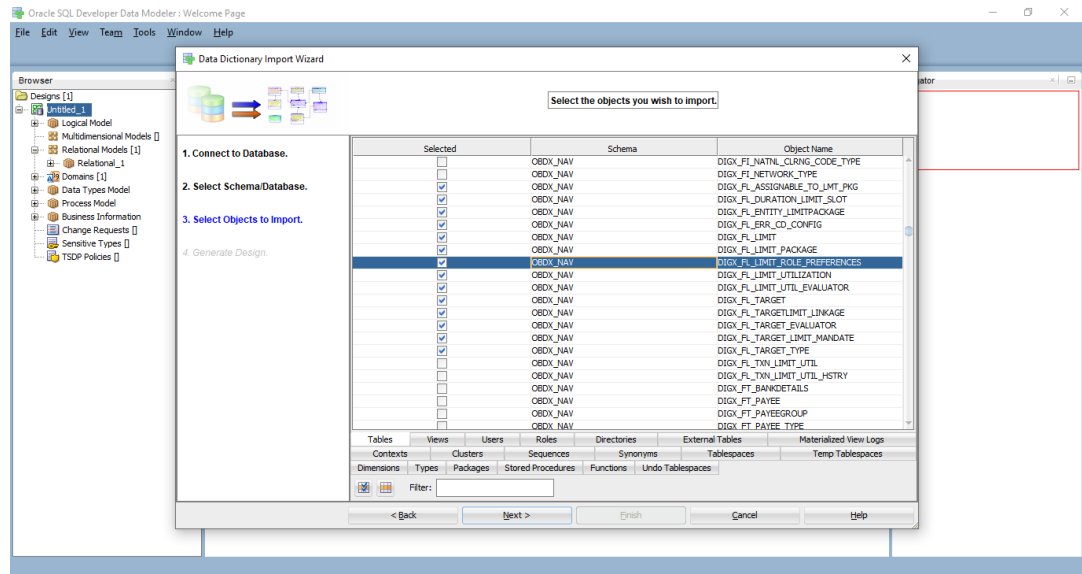 Oracle SQL Developer Data Modeler : Welcome Page
File Edit View Team Tools Window Help
Data Dictionary Import Wizard
Browser
Designs [1]
Untitled_1
Logical Model
Multidimensional Models []
Relational Models [1]
Relational_1
Domains [1]
Data Types Model
Process Model
Business Information
Change Requests []
Sensitive Types []
TSDP Policies []
ator
Select the objects you wish to import.
1. Connect to Database.
2. Select Schema/Database.
3. Select Objects to Import.
4. Generate Design.
Selected Schema Object Name
OBDX_NAV DIGX_FI_NATNL_CLRNG_CODE_TYPE
OBDX_NAV DIGX_FI_NETWORK_TYPE
OBDX_NAV DIGX_FL_ASSIGNABLE_TO_LMT_PKG
OBDX_NAV DIGX_FL_DURATION_LIMIT_SLOT
OBDX_NAV DIGX_FL_ENTITY_LIMITPACKAGE
OBDX_NAV DIGX_FL_ERR_CD_CONFIG
OBDX_NAV DIGX_FL_LIMIT
OBDX_NAV DIGX_FL_LIMIT_PACKAGE
OBDX_NAV DIGX_FL_LIMIT_ROLE_PREFERENCES
OBDX_NAV DIGX_FL_LIMIT_UTILIZATION
OBDX_NAV DIGX_FL_LIMIT_UTIL_EVALUATOR
OBDX_NAV DIGX_FL_TARGET
OBDX_NAV DIGX_FL_TARGETLIMIT_LINKAGE
OBDX_NAV DIGX_FL_TARGET_EVALUATOR
OBDX_NAV DIGX_FL_TARGET_LIMIT_MANDATE
OBDX_NAV DIGX_FL_TARGET_TYPE
OBDX_NAV DIGX_FL_TXN_LIMIT_UTIL
OBDX_NAV DIGX_FL_TXN_LIMIT_UTIL_HSTRY
OBDX_NAV DIGX_FT_BANKDETAILS
OBDX_NAV DIGX_FT_PAYEE
OBDX_NAV DIGX_FT_PAYEEGROUP
OBDX_NAV DIGX_FT_PAYEE_TYPE
Tables Views Users Roles Directories External Tables Materialized View Logs
Contexts Clusters Sequences Synonyms Tablespaces Temp Tablespaces
Dimensions Types Packages Stored Procedures Functions Undo Tablespaces
Filter:
< Back Next > Finish Cancel Help